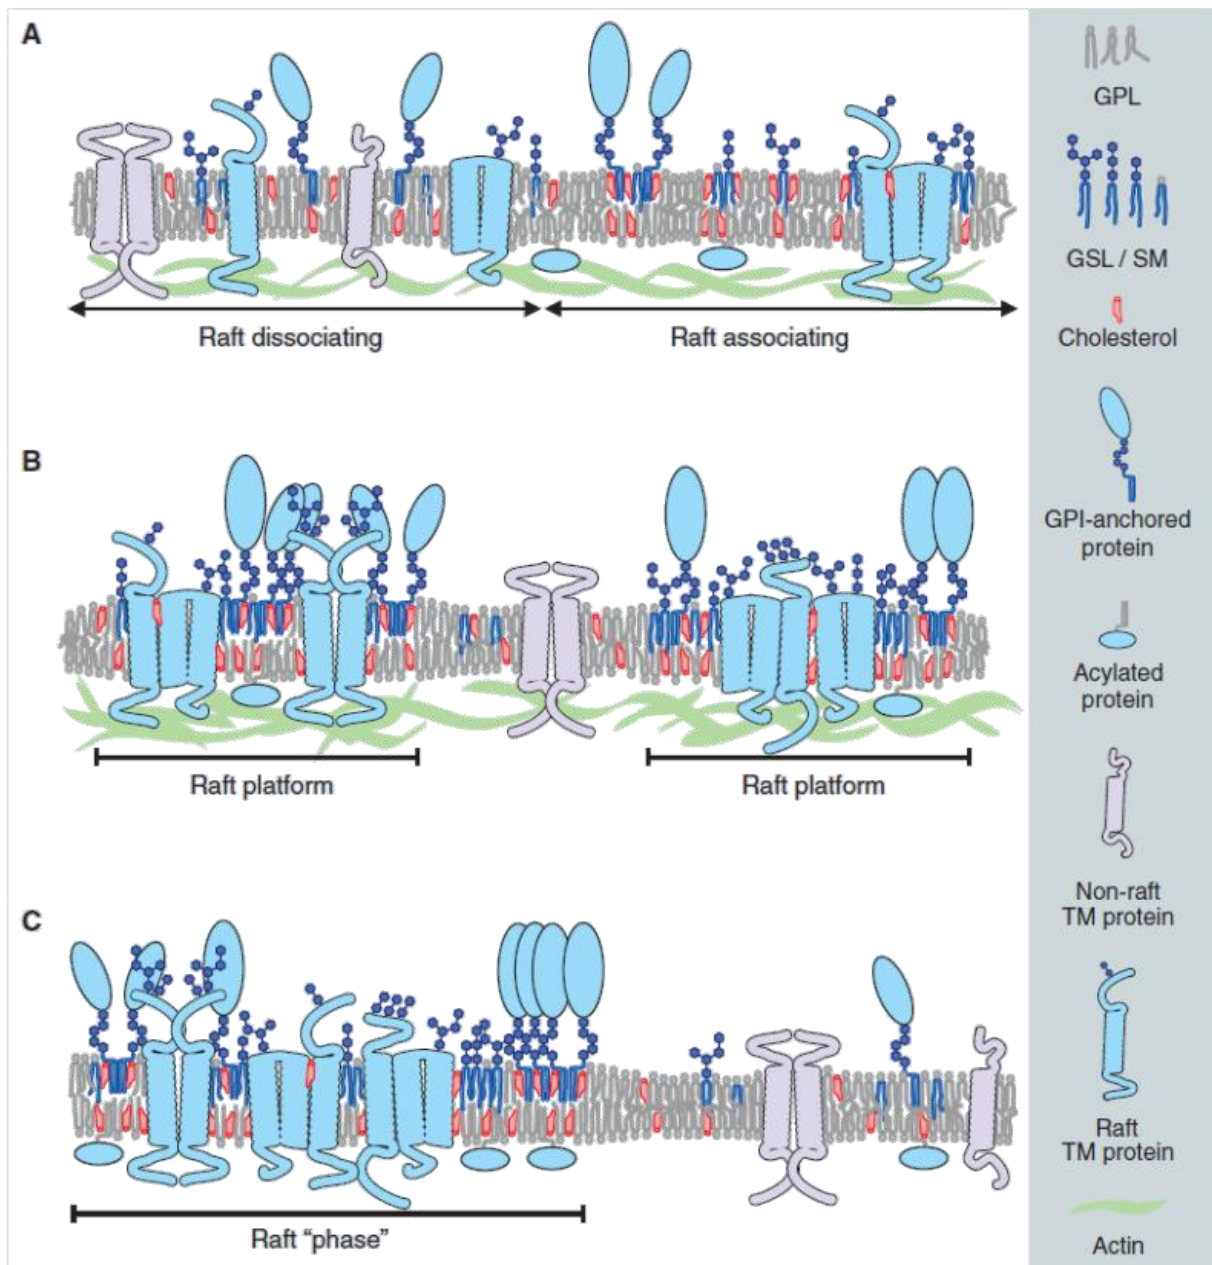 A
Raft dissociating
Raft associating
B
Raft platform
Raft platform
C
Raft “phase”
GPL
GSL / SM
Cholesterol
GPI-anchored
protein
Acylated
protein
Non-raft
TM protein
Raft
TM protein
Actin